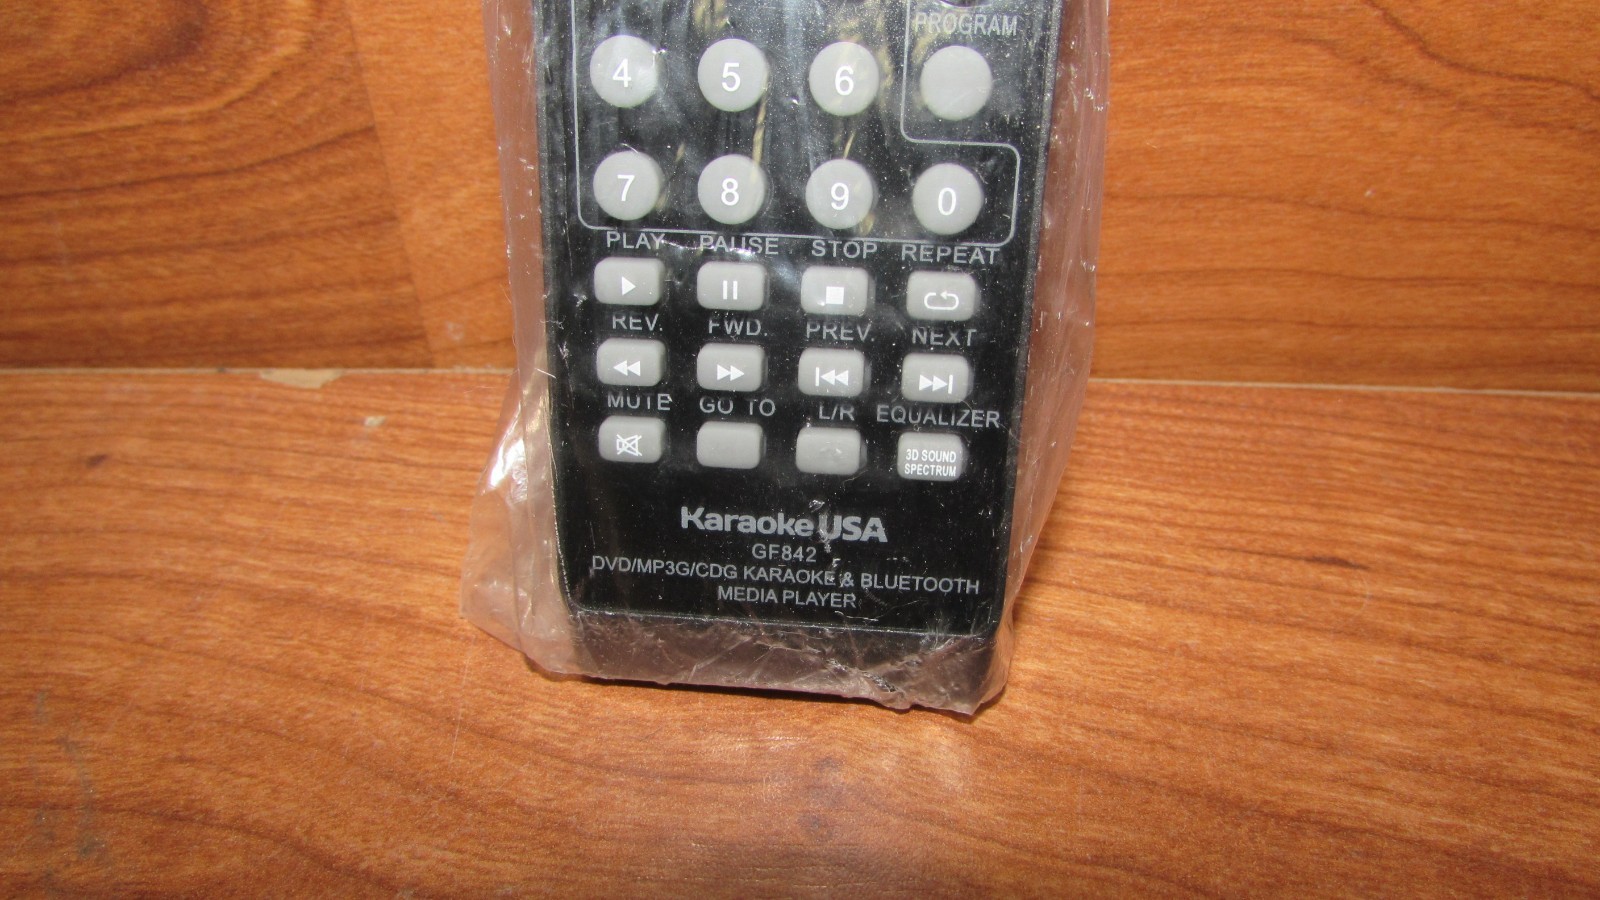 PROGRAM
4 5 6
7 8 9 0
PLAY PAUSE STOP REPEAT
REV. FWD. PREV. NEXT
MUTE GO TO L/R EQUALIZER
3D SOUND
SPECTRUM
Karaoke USA
GF842
DVD/MP3G/CDG KARAOKE & BLUETOOTH
MEDIA PLAYER